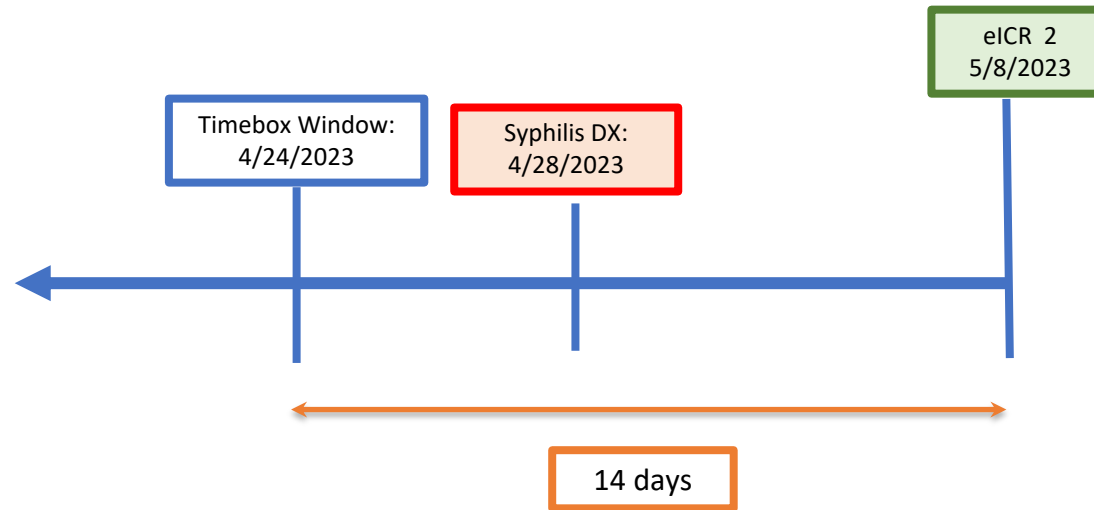 eICR 2
5/8/2023
Timebox Window:
4/24/2023
Syphilis DX:
4/28/2023
14 days